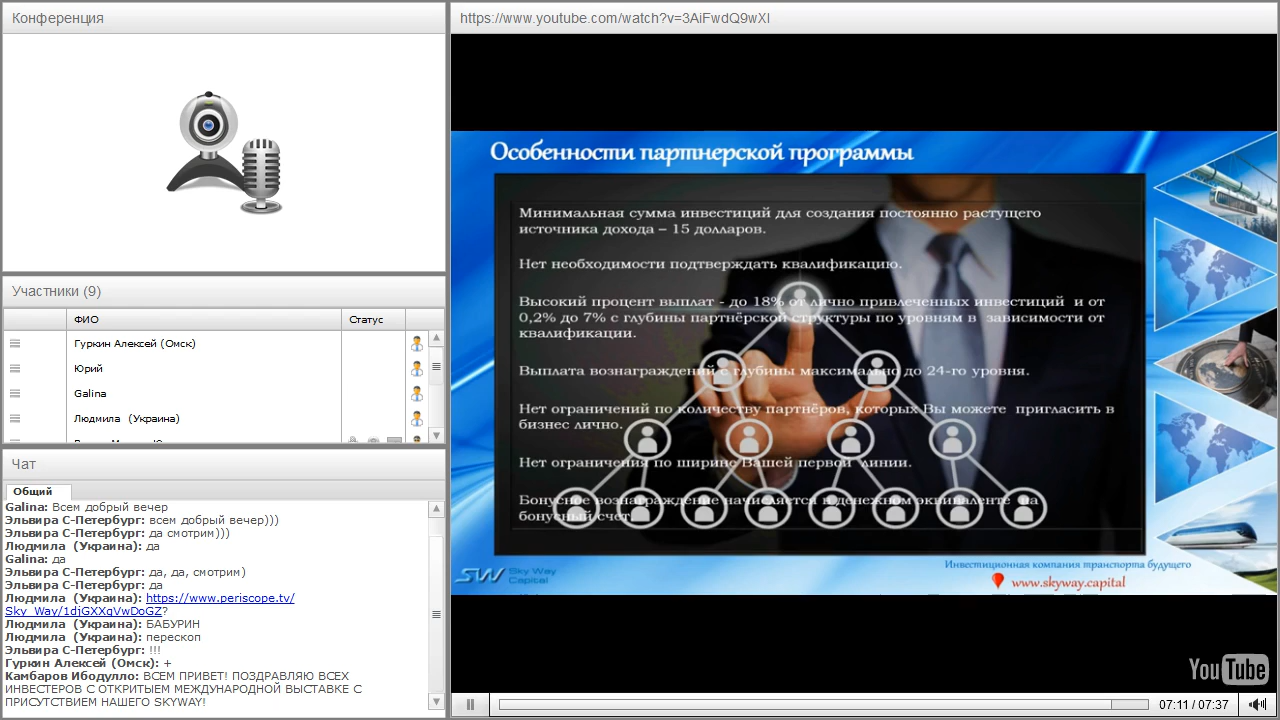 Конференция
Участники (9)
ФИО
Статус
Гуркин Алексей (Омск)
Юрий
Galina
Людмила (Украина)
Чат
Общий
Galina: Всем добрый вечер
Эльвира С-Петербург: всем добрый вечер)))
Эльвира С-Петербург: да смотрим)))
Людмила (Украина): да
Galina: да
Эльвира С-Петербург: да, да, смотрим)
Эльвира С-Петербург: да
Людмила (Украина): https://www.periscope.tv/
Sky_Way/1djGXXqVwDoGZ?
Людмила (Украина): БАБУРИН
Людмила (Украина): перескоп
Эльвира С-Петербург: !!!
Гуркин Алексей (Омск): +
Камбаров Ибодулло: ВСЕМ ПРИВЕТ! ПОЗДРАВЛЯЮ ВСЕХ
ИНВЕСТЕРОВ С ОТКРИТЫЕМ МЕЖДУНАРОДНОЙ ВЫСТАВКЕ С
ПРИСУТСТВИЕМ НАШЕГО SKYWAY!
https://www.youtube.com/watch?v=3AiFwdQ9wXI
Особенности партнерской программы
Минимальная сумма инвестиций для создания постоянно растущего
источника дохода – 15 долларов.
Нет необходимости подтверждать квалификацию.
Высокий процент выплат - до 18% от лично привлеченных инвестиций и от
0,2% до 7% с глубины партнёрской структуры по уровням в зависимости от
квалификации.
Выплата вознаграждений с глубины максимально до 24-го уровня.
Нет ограничений по количеству партнёров, которых Вы можете пригласить в
бизнес лично.
Нет ограничения по ширине Вашей первой линии.
Бонусное вознаграждение начисляется в денежном эквиваленте на
бонусный счет.
SW Sky Way
Capital
Инвестиционная компания транспорта будущего
www.skyway.capital
YouTube
07:11 / 07:37